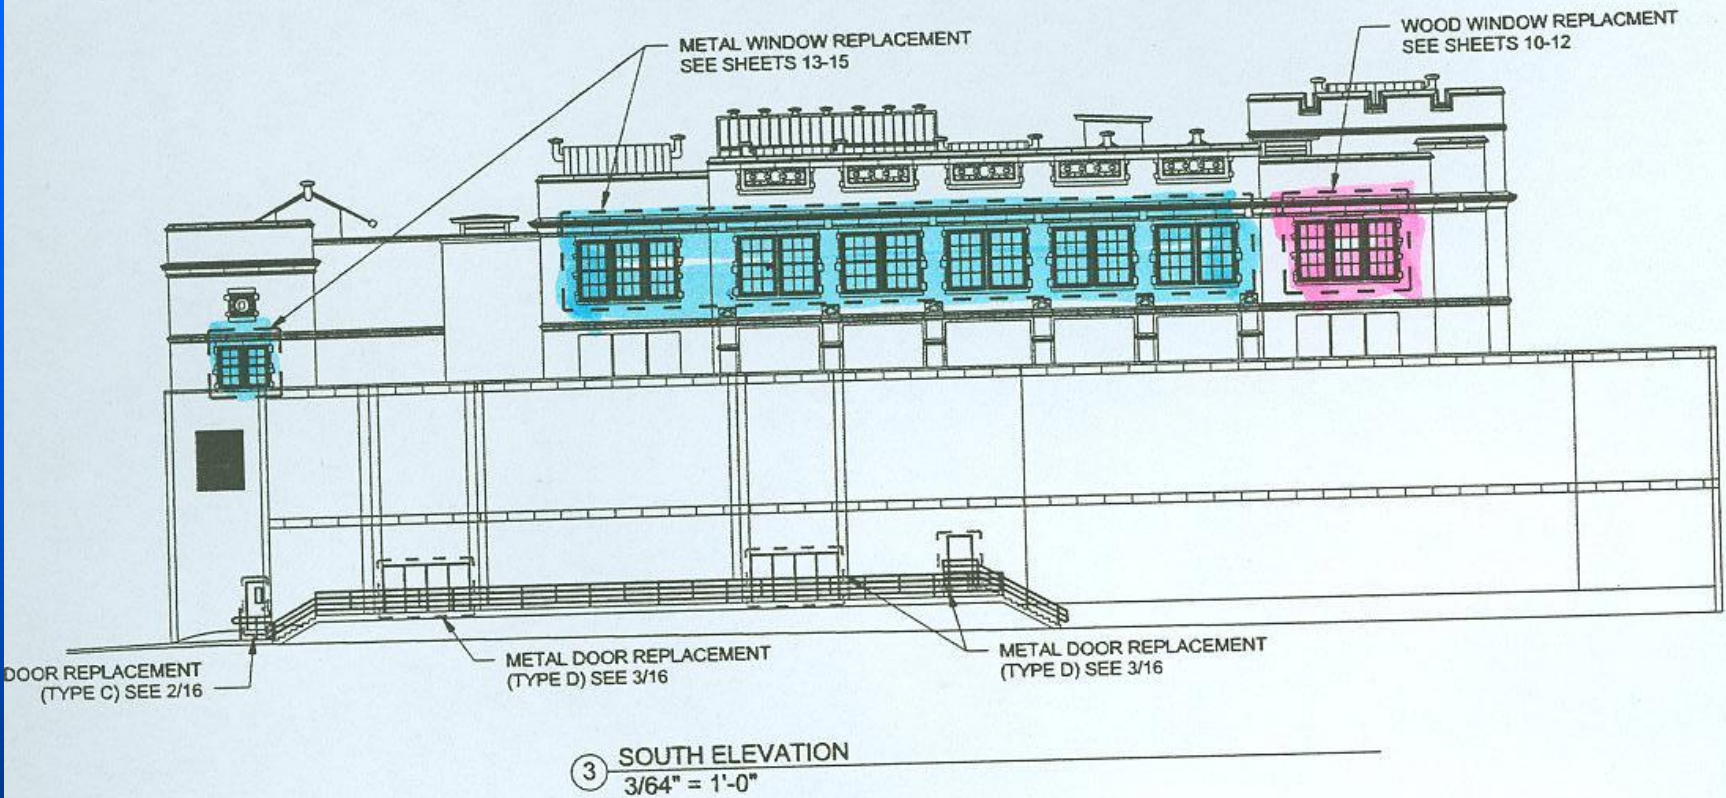 METAL WINDOW REPLACEMENT
SEE SHEETS 13-15
WOOD WINDOW REPLACMENT
SEE SHEETS 10-12
DOOR REPLACEMENT
(TYPE C) SEE 2/16
METAL DOOR REPLACEMENT
(TYPE D) SEE 3/16
METAL DOOR REPLACEMENT
(TYPE D) SEE 3/16
3 SOUTH ELEVATION
3/64" = 1'-0"